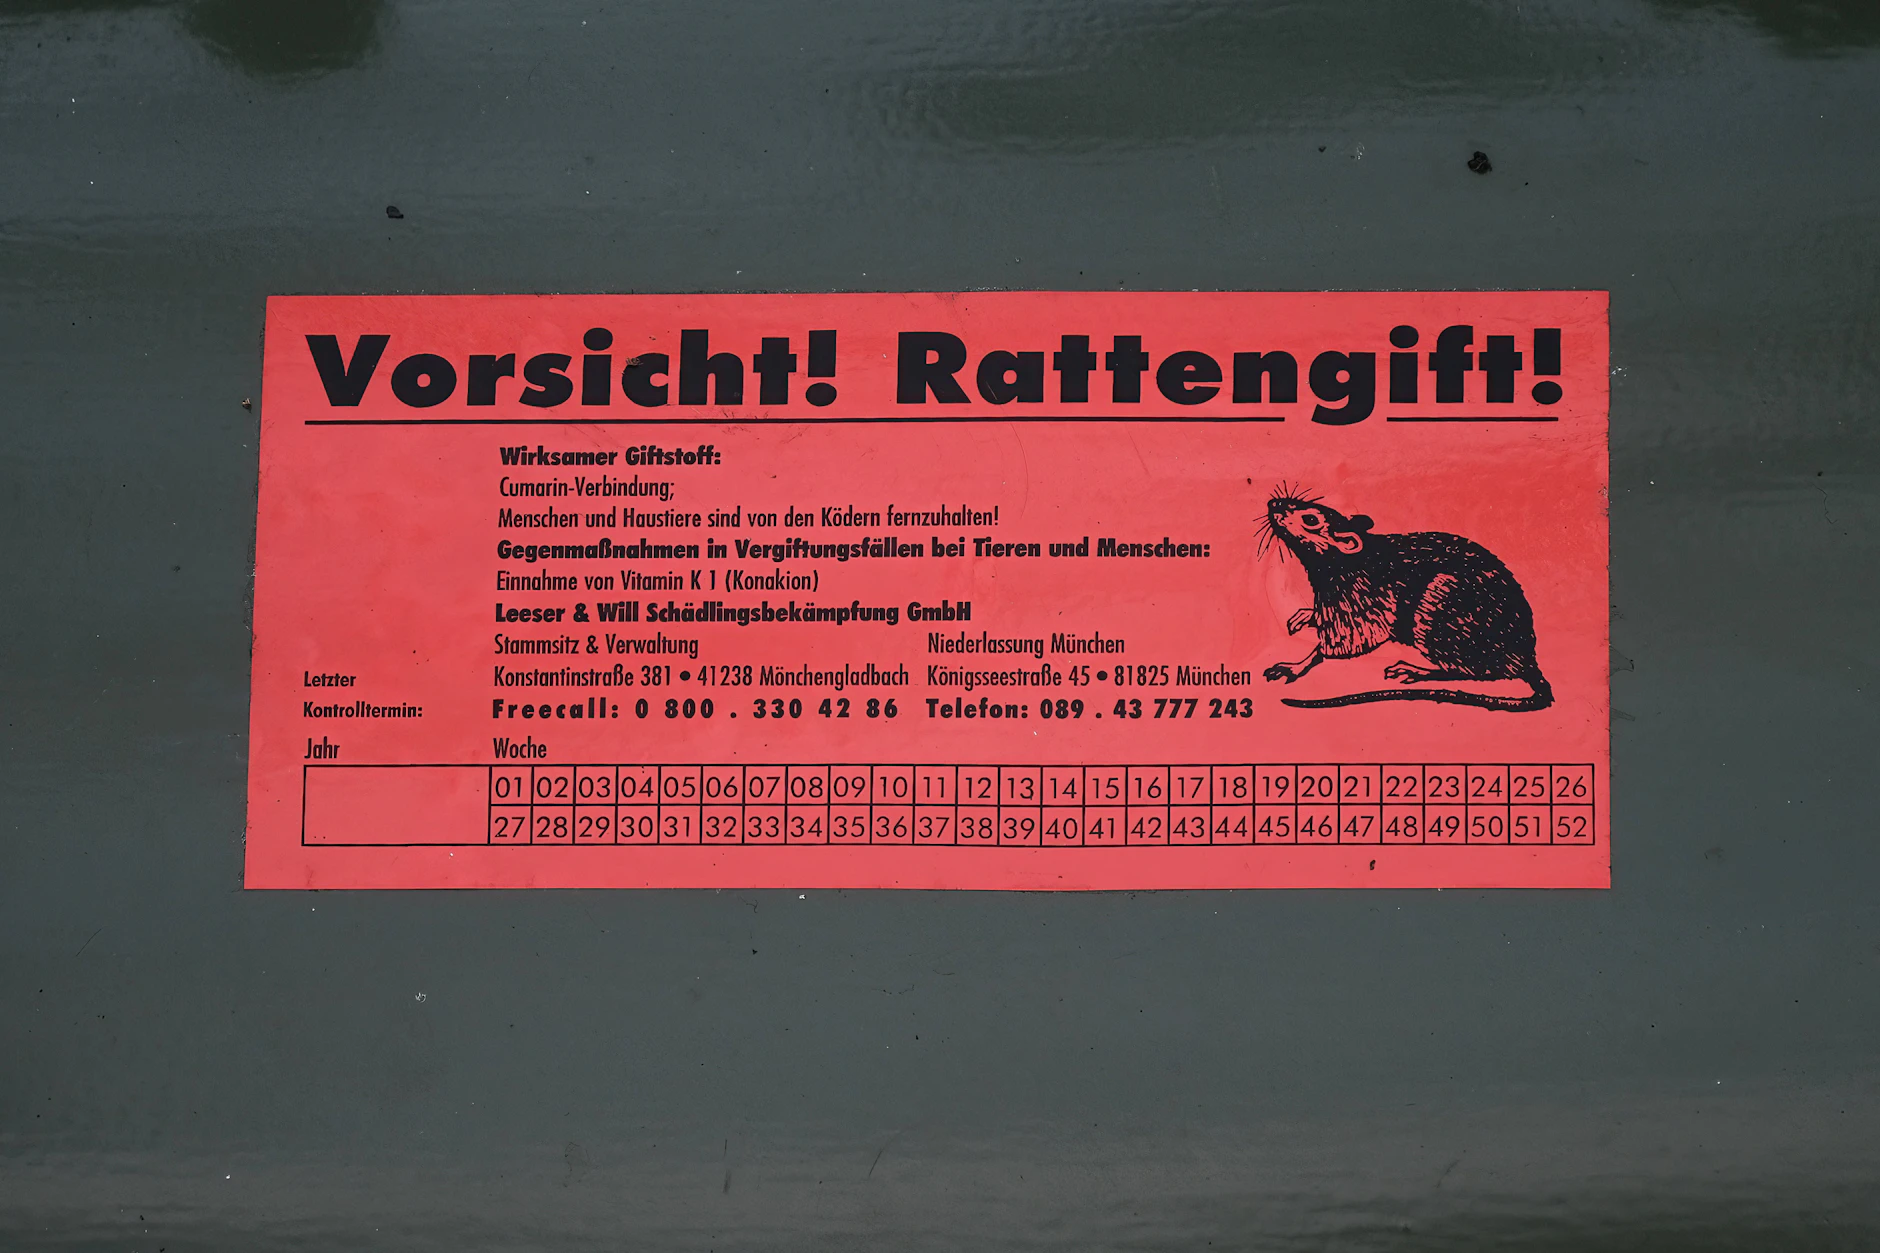 Vorsicht! Rattengift!
Wirksamer Giftstoff:
Cumarin-Verbindung;
Menschen und Haustiere sind von den Ködern fernzuhalten!
Gegenmaßnahmen in Vergiftungsfällen bei Tieren und Menschen:
Einnahme von Vitamin K 1 (Konakion)
Leeser & Will Schädlingsbekämpfung GmbH
Stammsitz & Verwaltung Niederlassung München
Letzter Konstantinstraße 381 • 41238 Mönchengladbach Königsseestraße 45 • 81825 München
Kontrolltermin: Freecall: 0 800 . 330 42 86 Telefon: 089 . 43 777 243
Jahr Woche
01 02 03 04 05 06 07 08 09 10 11 12 13 14 15 16 17 18 19 20 21 22 23 24 25 26
27 28 29 30 31 32 33 34 35 36 37 38 39 40 41 42 43 44 45 46 47 48 49 50 51 52